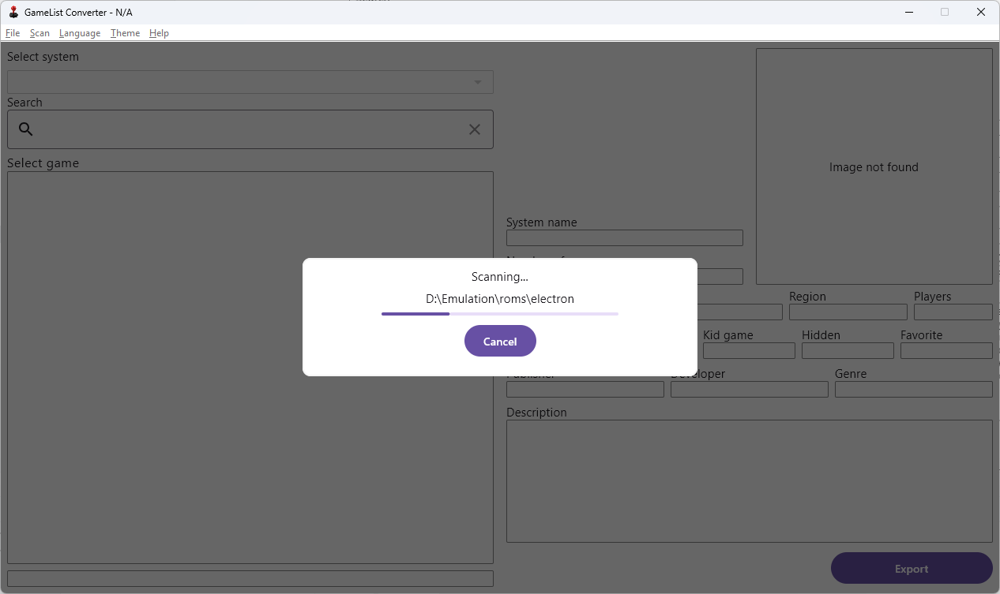 GameList Converter - N/A
File Scan Language Theme Help
Select system
Search
Select game
Image not found
System name
Scanning...
D:\Emulation\roms\electron
Cancel
Region Players
Kid game Hidden Favorite
Publisher Developer Genre
Description
Export